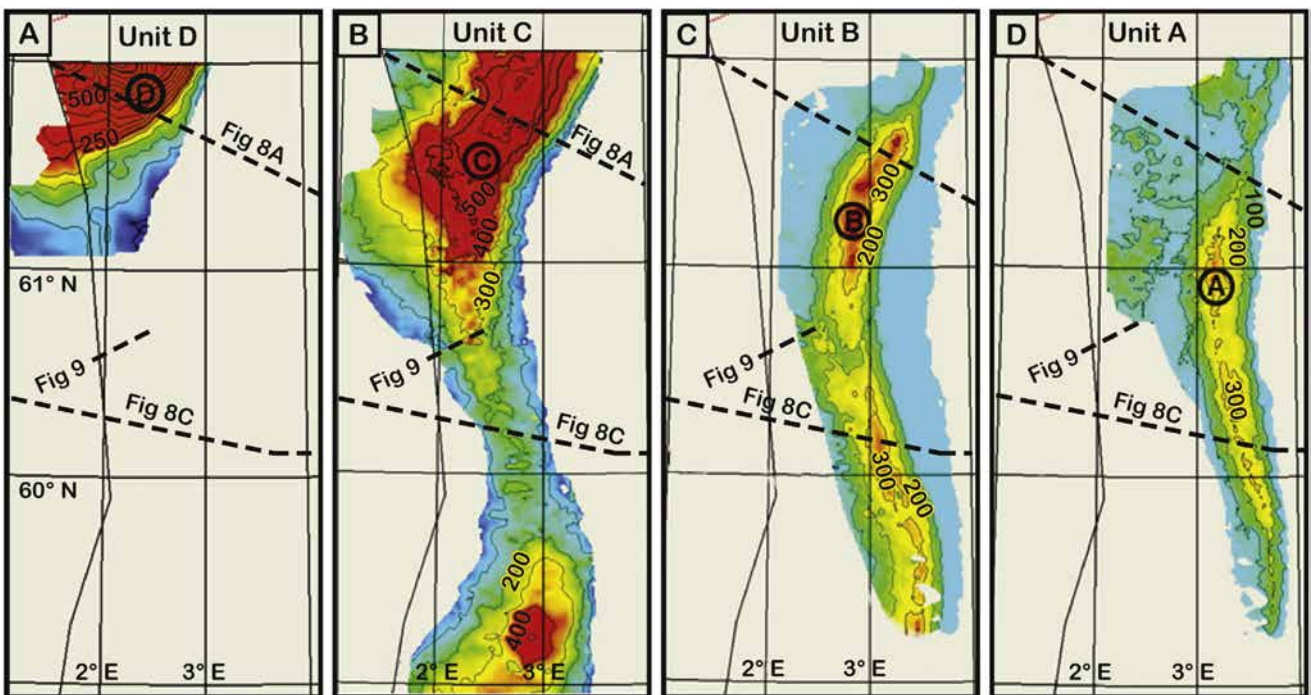 A
Unit D
500
D
250
Fig 8A
61° N
Fig 9
Fig 8C
60° N
2° E
3° E
B
Unit C
Fig 8A
C
500
400
300
Fig 9
Fig 8C
200
400
2° E
3° E
C
Unit B
300
B
200
Fig 9
Fig 8C
300
200
3° E
D
Unit A
100
200
A
Fig 9
300
Fig 8C
2° E
3° E